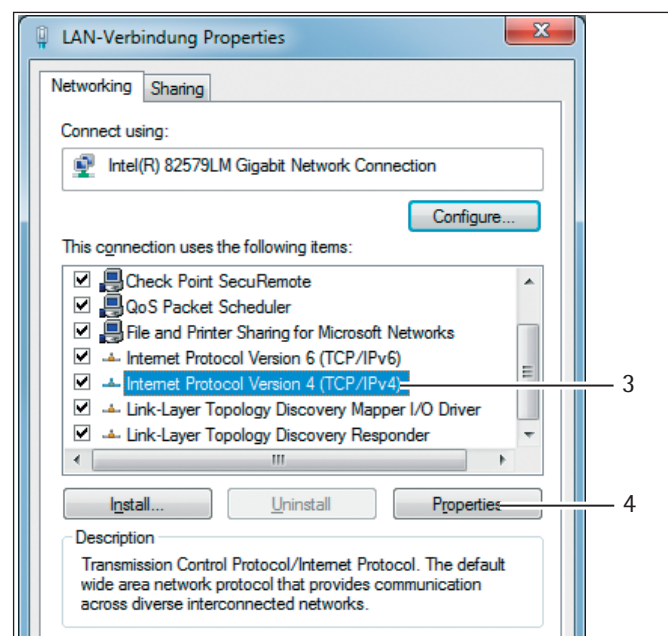 LAN-Verbindung Properties
Networking
Sharing
Connect using:
Intel(R) 82579LM Gigabit Network Connection
Configure...
This connection uses the following items:
Check Point SecuRemote
QoS Packet Scheduler
File and Printer Sharing for Microsoft Networks
Internet Protocol Version 6 (TCP/IPv6)
Internet Protocol Version 4 (TCP/IPv4)
3
Link-Layer Topology Discovery Mapper I/O Driver
Link-Layer Topology Discovery Responder
Install...
Uninstall
Properties
4
Description
Transmission Control Protocol/Internet Protocol. The default
wide area network protocol that provides communication
across diverse interconnected networks.